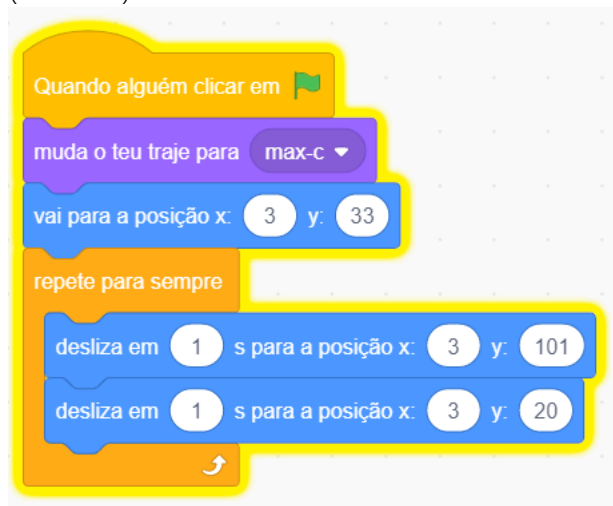 Quando alguém clicar em
muda o teu traje para max-c
vai para a posição x: 3 y: 33
repete para sempre
desliza em 1 s para a posição x: 3 y: 101
desliza em 1 s para a posição x: 3 y: 20